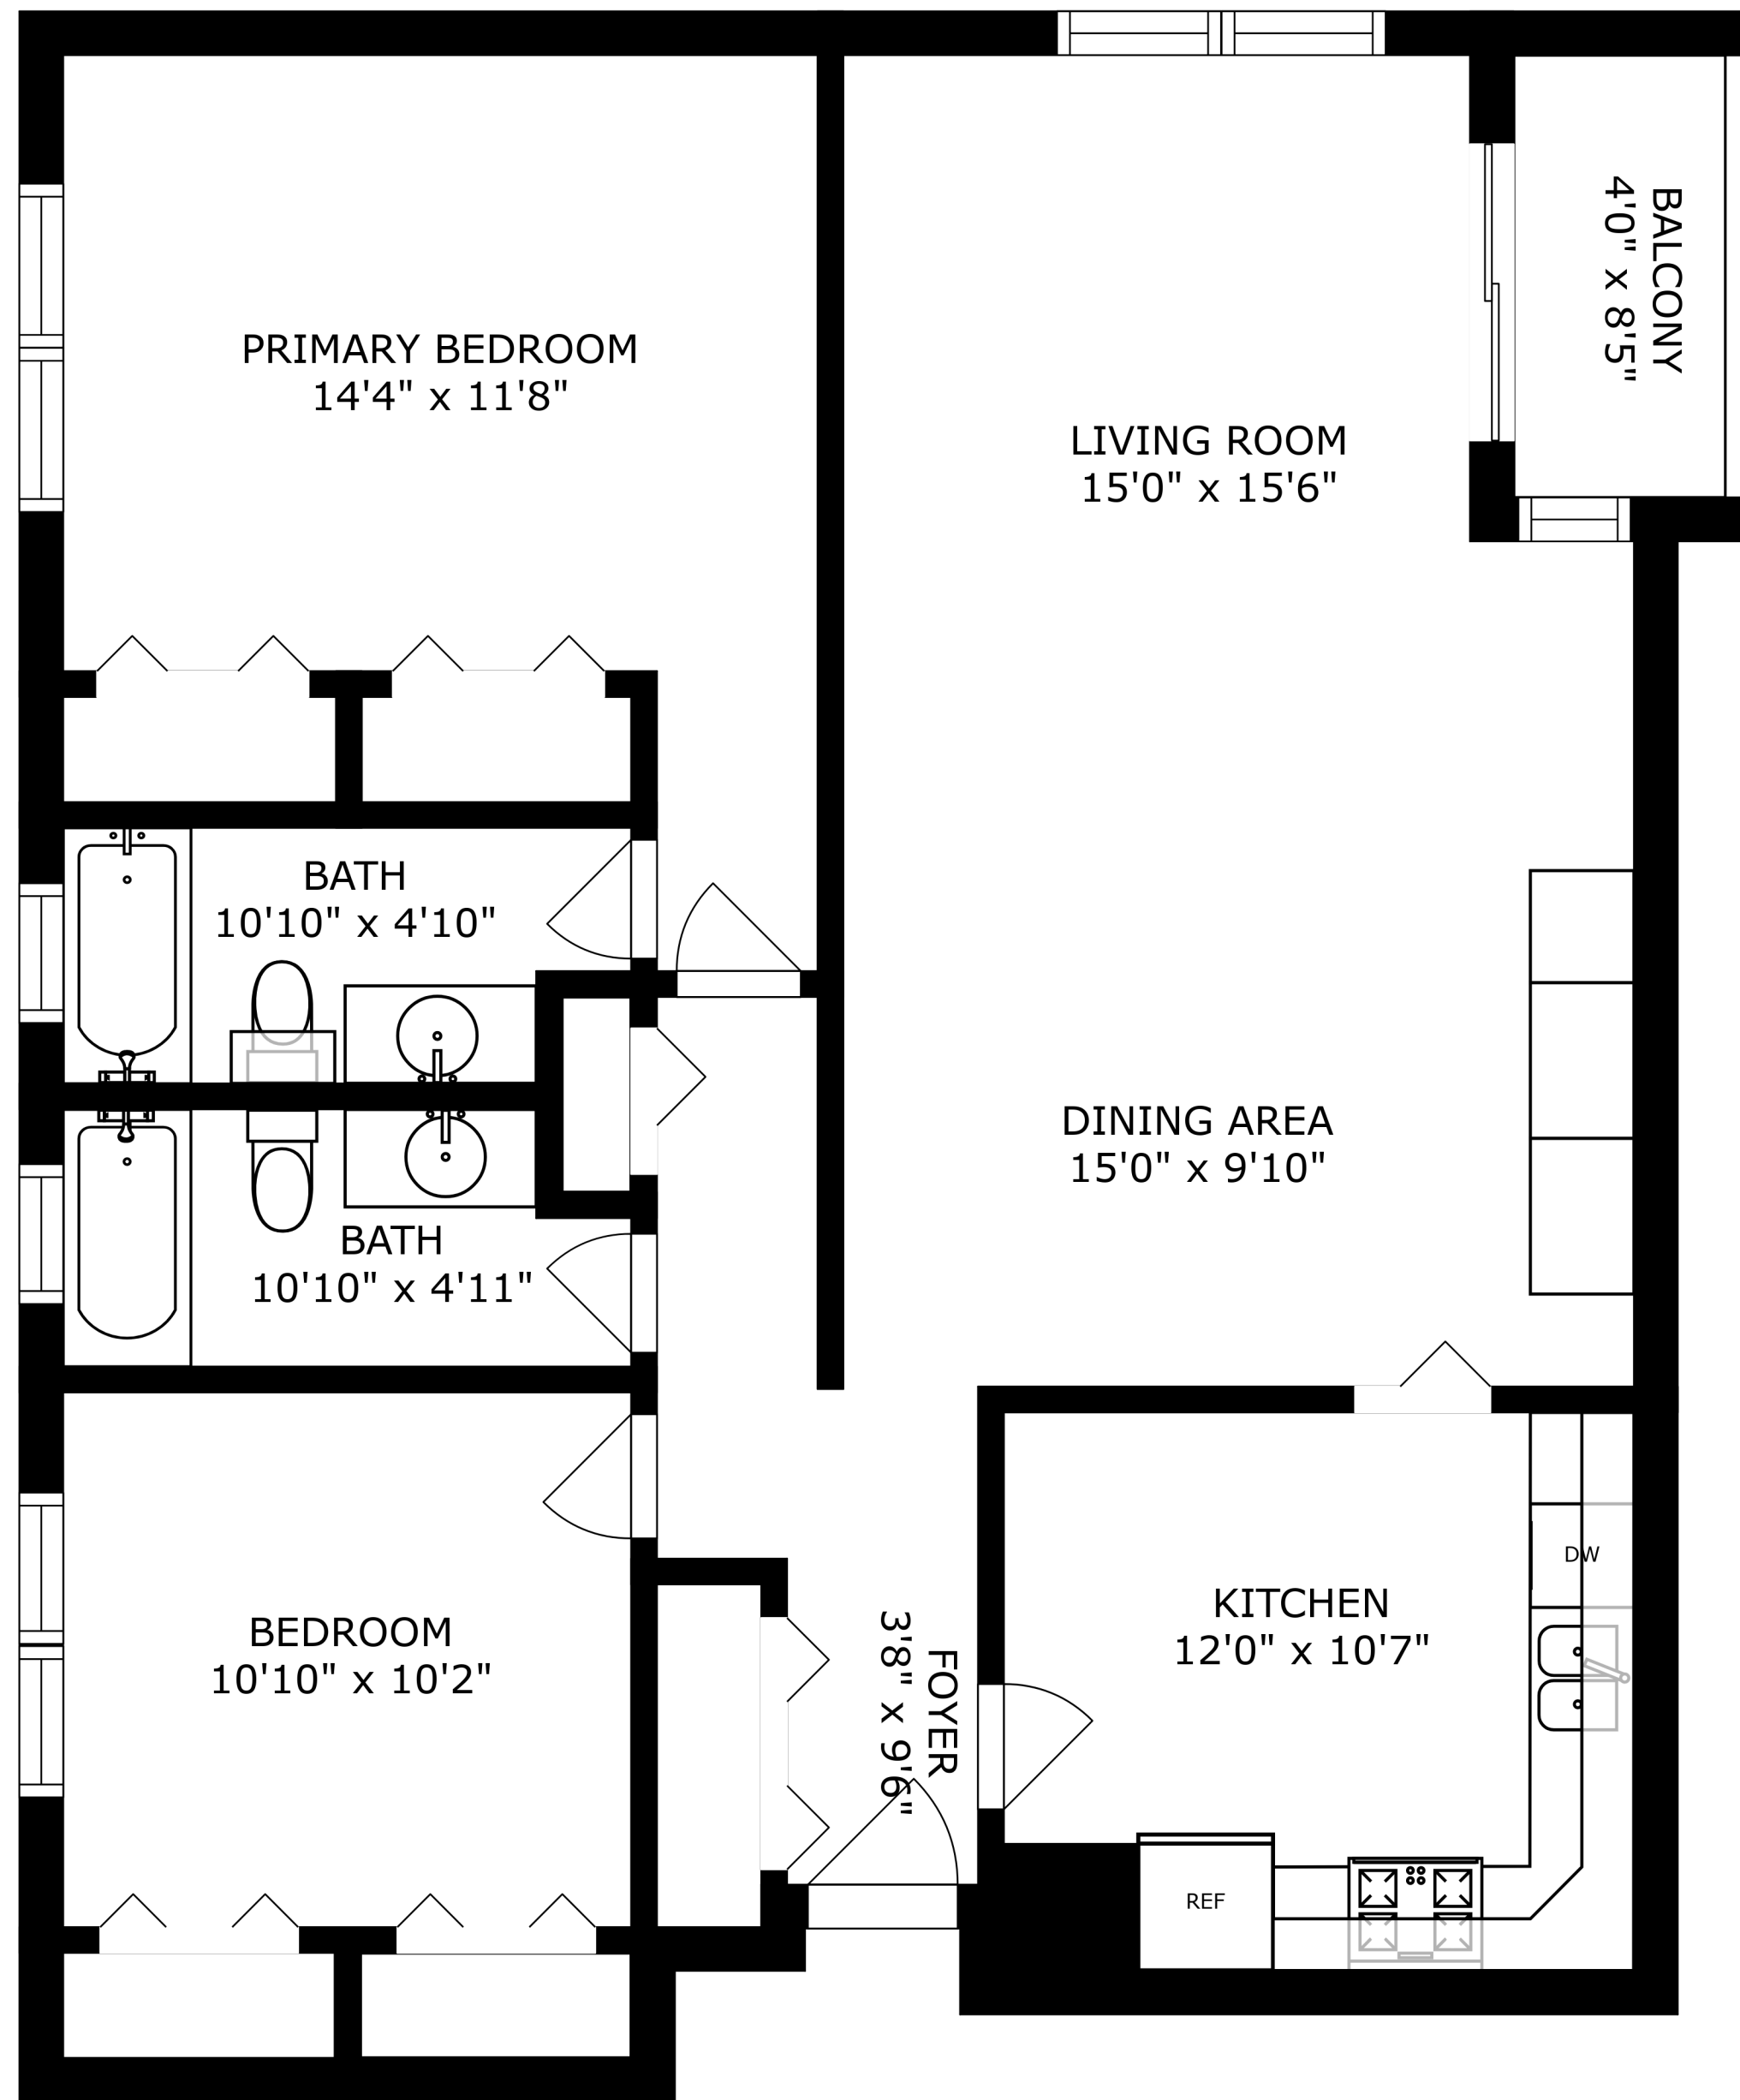 PRIMARY BEDROOM
14'4" x 11'8"
BALCONY
4'0" x 8'5"
LIVING ROOM
15'0" x 15'6"
BATH
10'10" x 4'10"
DINING AREA
15'0" x 9'10"
BATH
10'10" x 4'11"
BEDROOM
10'10" x 10'2"
FOYER
3'8" x 9'6"
KITCHEN
12'0" x 10'7"
DW
REF